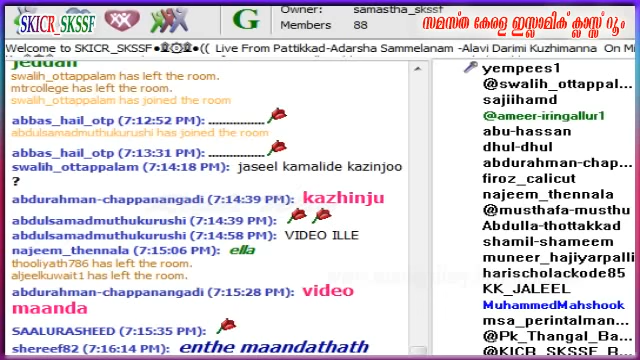 SKICR_SKSSF
G
Owner: samastha_skssf
Members 88
സമസ്ത കേരള ഇസ്ലാമിക് ക്ലാസ്സ് റൂം
Welcome to SKICR_SKSSF●۩۞۩●(( Live From Pattikkad-Adarsha Sammelanam -Alavi Darimi Kuzhimanna On Mi
jeddah
swalih_ottappalam has left the room.
mtrcollege has left the room.
swalih_ottappalam has joined the room
abbas_hail_otp (7:12:52 PM): ................
abdulsamadmuthukurushi has joined the room
abbas_hail_otp (7:13:31 PM): ................
swalih_ottappalam (7:14:18 PM): jaseel kamalide kazinjoo
?
abdurahman-chappanangadi (7:14:39 PM): kazhinju
abdulsamadmuthukurushi (7:14:39 PM):
abdulsamadmuthukurushi (7:14:58 PM): VIDEO ILLE
najeem_thennala (7:15:06 PM): ella
thooliyath786 has left the room.
aljeelkuwait1 has left the room.
abdurahman-chappanangadi (7:15:28 PM): video
maanda
SAALURASHEED (7:15:35 PM):
shereef82 (7:16:14 PM): enthe maandathath
yempees1
@swalih_ottappal...
sajiihamd
@ameer-iringallur1
abu-hassan
dhul-dhul
abdurahman-chap...
firoz_calicut
najeem_thennala
@musthafa-musthu
Abdulla-thottakkad
shamil-shameem
muneer_hajiyarpalli
harischolackode85
KK_JALEEL
MuhammedMahshook
msa_perintalman...
@Pk_Thangal_Ba...
@KICR_SKSSF_R...